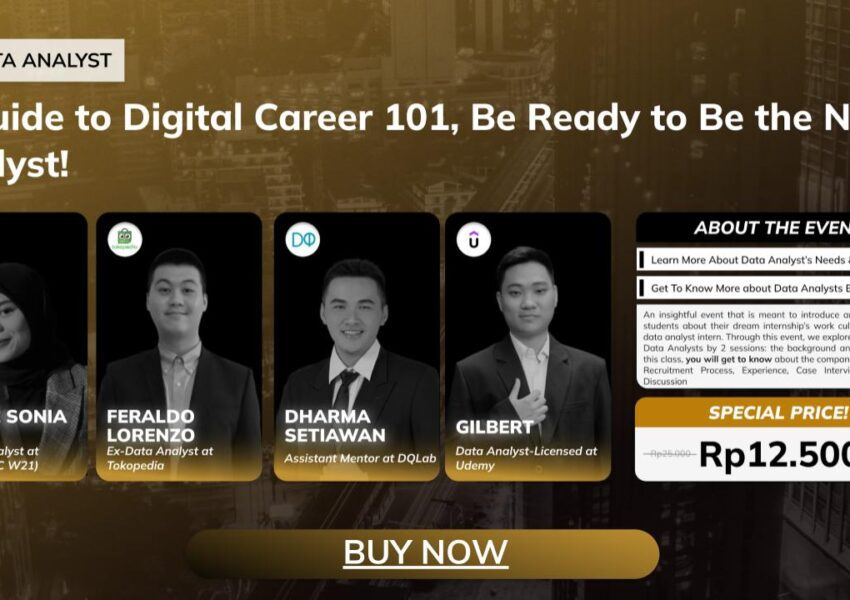 TA ANALYST
uide to Digital Career 101, Be Ready to Be the N
lyst!
SONIA
alyst at
C W21)
tokopedia
FERALDO
LORENZO
Ex-Data Analyst at
Tokopedia
DQ
DHARMA
SETIAWAN
Assistant Mentor at DQLab
U
GILBERT
Data Analyst-Licensed at
Udemy
ABOUT THE EVEN
Learn More About Data Analyst's Needs &
Get To Know More about Data Analysts E
An insightful event that is meant to introduce a
students about their dream internship's work cul
data analyst intern. Through this event, we explore
Data Analysts by 2 sessions: the background an
this class, you will get to know about the compan
Recruitment Process, Experience, Case Intervi
Discussion
SPECIAL PRICE!
Rp25.000
Rp12.500
BUY NOW